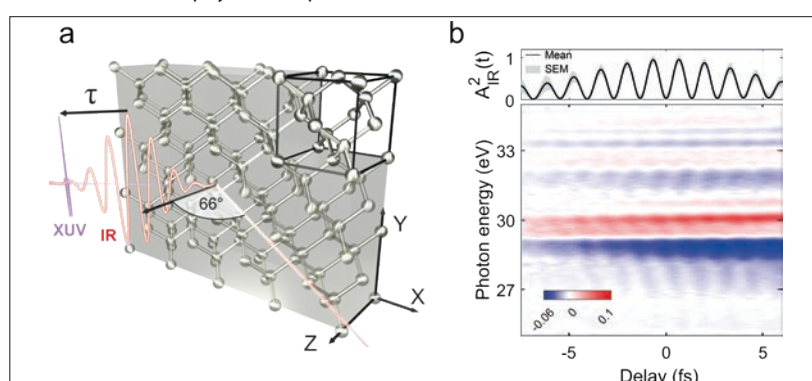 a
τ
XUV
IR
66°
Y
X
Z
b
A²IR(t)
1
0
Mean
SEM
Photon energy (eV)
33
30
27
-0.06
0
0.1
-5
0
5
Delay (fs)